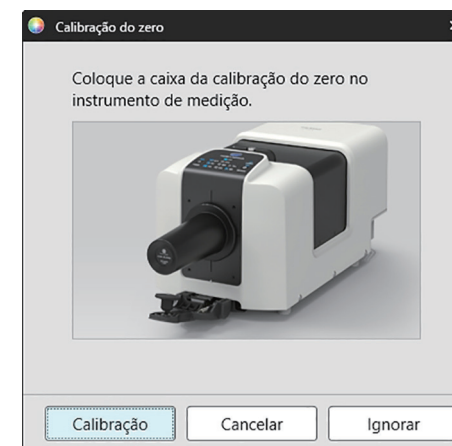 Calibração do zero
Coloque a caixa da calibração do zero no
instrumento de medição.
Calibração
Cancelar
Ignorar